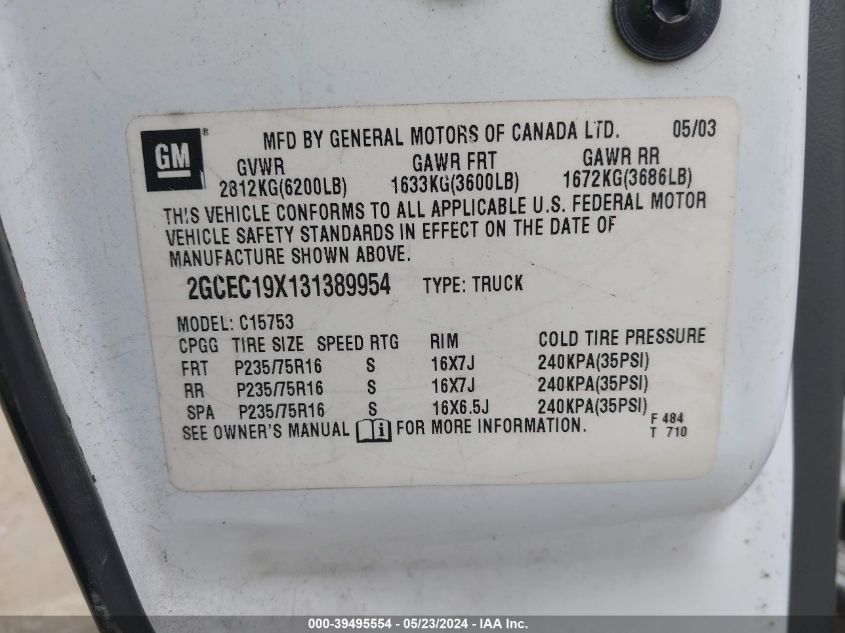 GM ® MFD BY GENERAL MOTORS OF CANADA LTD. 05/03
GVWR GAWR FRT GAWR RR
2812KG(6200LB) 1633KG(3600LB) 1672KG(3686LB)
THIS VEHICLE CONFORMS TO ALL APPLICABLE U.S. FEDERAL MOTOR
VEHICLE SAFETY STANDARDS IN EFFECT ON THE DATE OF
MANUFACTURE SHOWN ABOVE.
2GCEC19X131389954 TYPE: TRUCK
MODEL: C15753
CPGG TIRE SIZE SPEED RTG RIM COLD TIRE PRESSURE
FRT P235/75R16 S 16X7J 240KPA(35PSI)
RR P235/75R16 S 16X7J 240KPA(35PSI)
SPA P235/75R16 S 16X6.5J 240KPA(35PSI)
SEE OWNER'S MANUAL i FOR MORE INFORMATION.
F 484
T 710
000-39495554 - 05/23/2024 - IAA Inc.